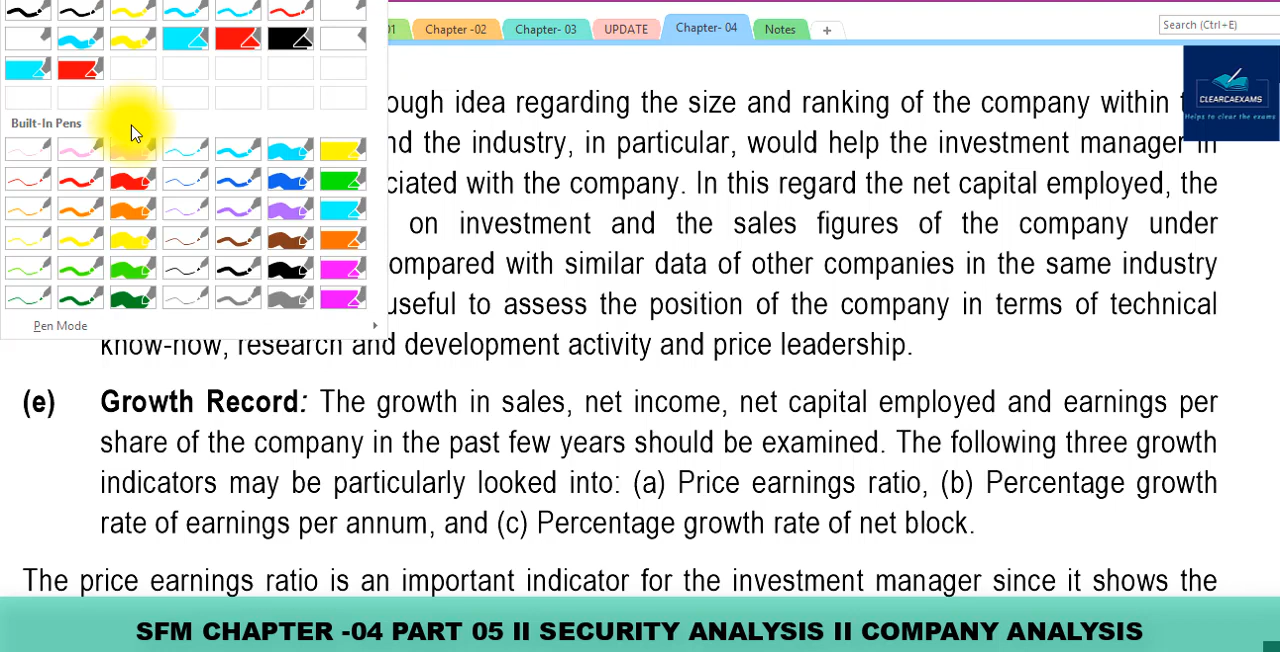 01 Chapter -02 Chapter- 03 UPDATE Chapter- 04 Notes + Search (Ctrl+E)
CLEARCAEXAMS
Helps to clear the exams
Built-In Pens
Pen Mode
idea regarding the size and ranking of the company within
the industry, in particular, would help the investment manager in
with the company. In this regard the net capital employed, the
on investment and the sales figures of the company under
with similar data of other companies in the same industry
useful to assess the position of the company in terms of technical
know-how, research and development activity and price leadership.
(e) Growth Record: The growth in sales, net income, net capital employed and earnings per
share of the company in the past few years should be examined. The following three growth
indicators may be particularly looked into: (a) Price earnings ratio, (b) Percentage growth
rate of earnings per annum, and (c) Percentage growth rate of net block.
The price earnings ratio is an important indicator for the investment manager since it shows the
SFM CHAPTER -04 PART 05 II SECURITY ANALYSIS II COMPANY ANALYSIS